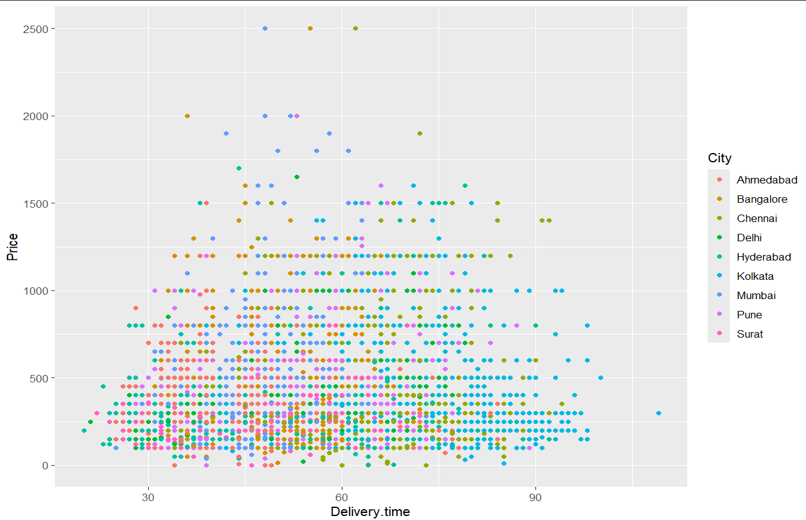 2500
2000
1500
1000
500
0
Price
30
60
90
Delivery.time
City
Ahmedabad
Bangalore
Chennai
Delhi
Hyderabad
Kolkata
Mumbai
Pune
Surat